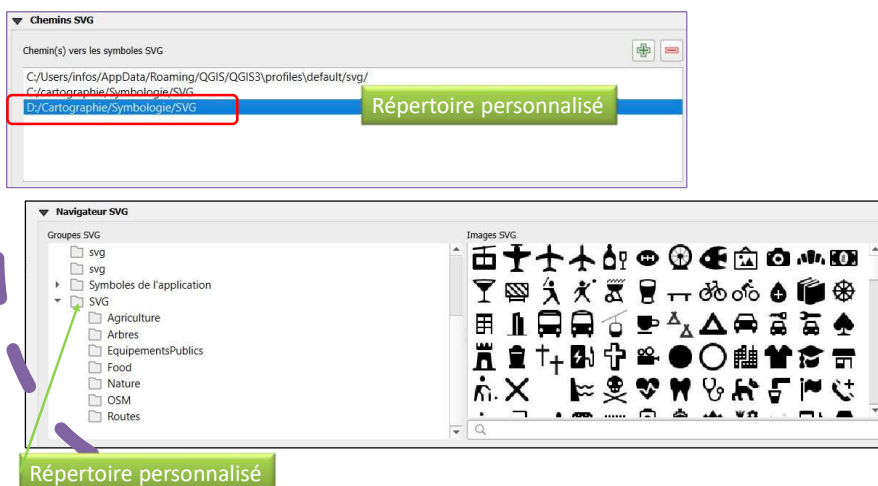 Chemins SVG
Chemin(s) vers les symboles SVG
C:/Users/infos/AppData/Roaming/QGIS/QGIS3\profiles\default/svg/
C:/cartographie/Symbologie/SVG
D:/Cartographie/Symbologie/SVG
Répertoire personnalisé
Navigateur SVG
Groupes SVG
Images SVG
svg
svg
Symboles de l'application
SVG
Agriculture
Arbres
EquipementsPublics
Food
Nature
OSM
Routes
Répertoire personnalisé